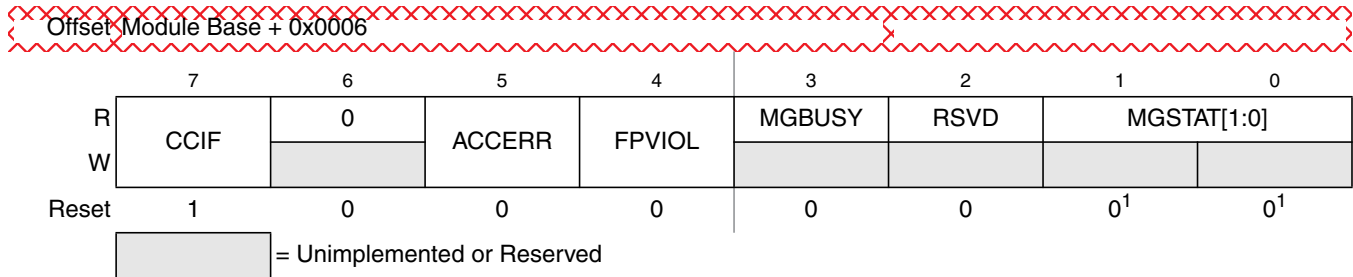 Offset Module Base + 0x0006
7 6 5 4 3 2 1 0
R CCIF 0 ACCERR FPVIOL MGBUSY RSVD MGSTAT[1:0]
W
Reset 1 0 0 0 0 0 0¹ 0¹
= Unimplemented or Reserved